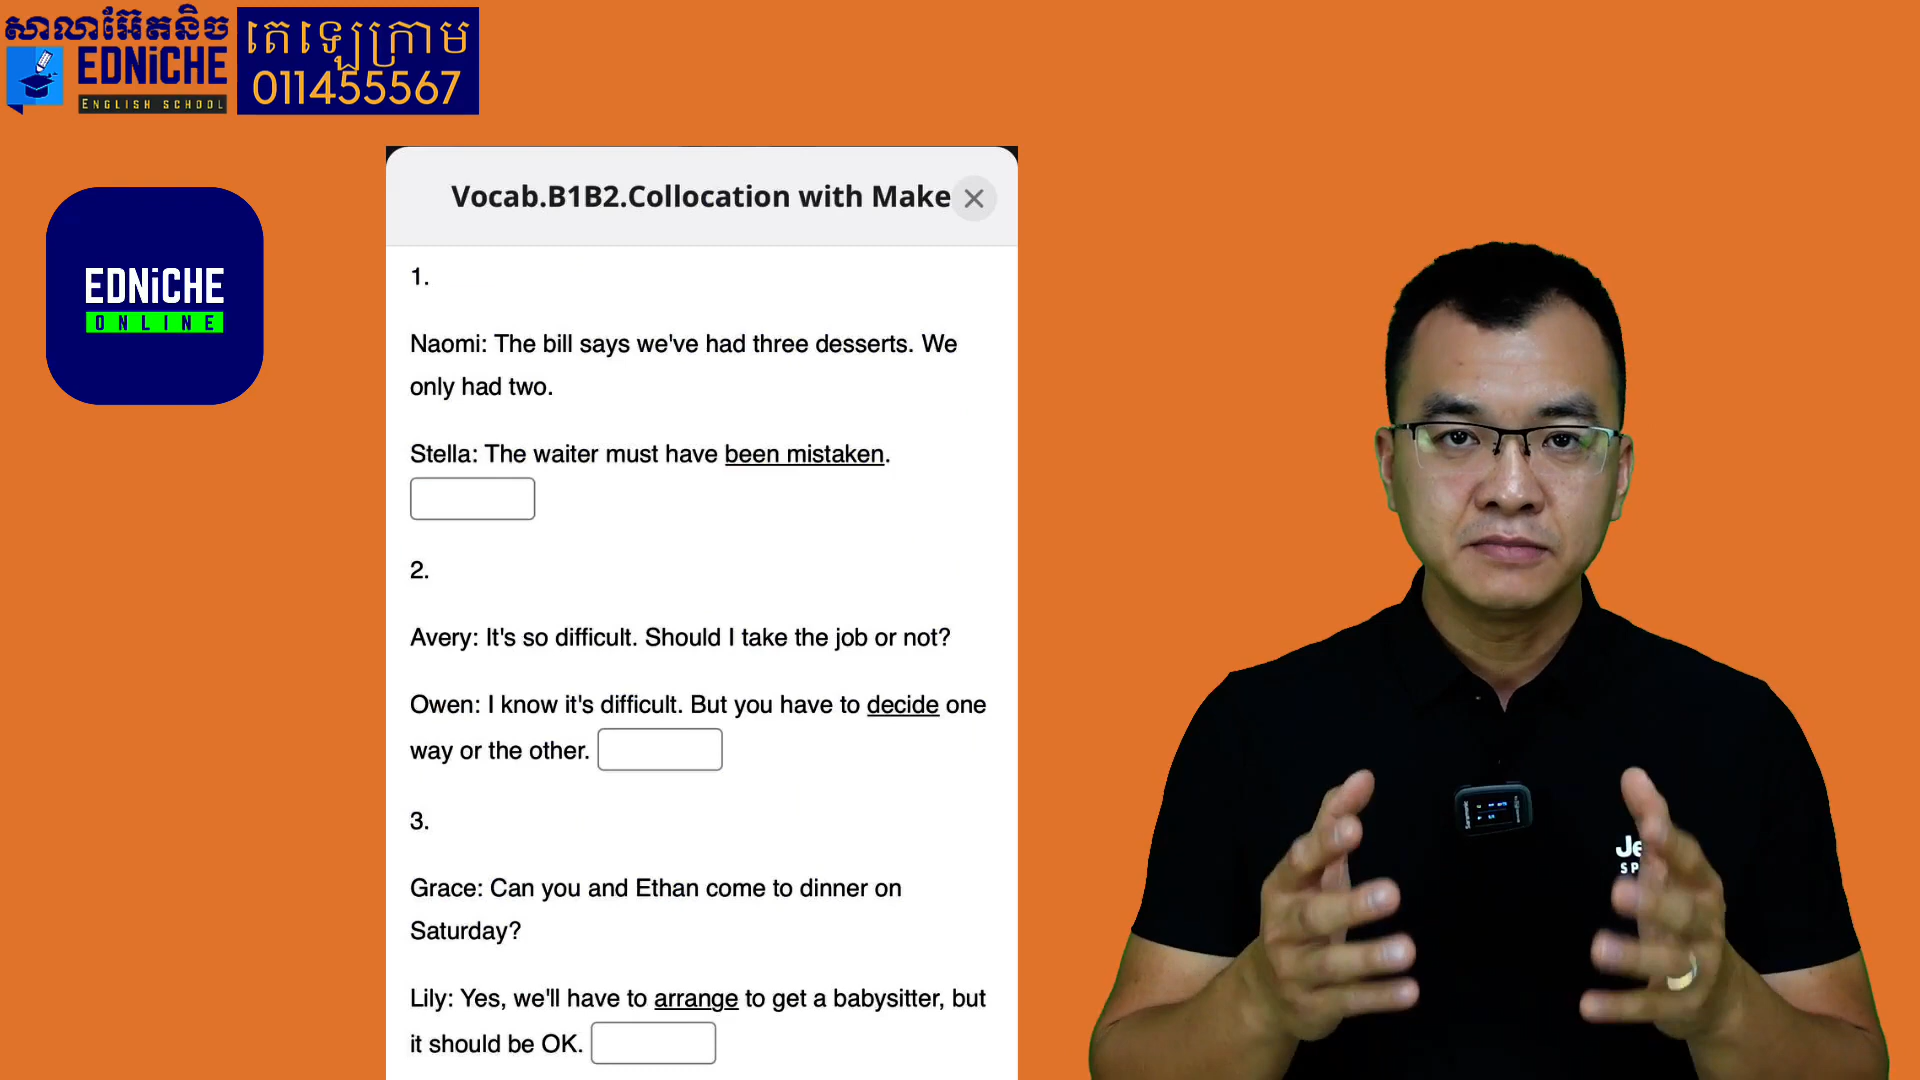 សាលាអ៊ែតនិច
EDNiCHE
ENGLISH SCHOOL
តេឡេក្រាម
011455567
EDNiCHE
ONLINE
Vocab.B1B2.Collocation with Make
1.
Naomi: The bill says we've had three desserts. We
only had two.
Stella: The waiter must have been mistaken.
2.
Avery: It's so difficult. Should I take the job or not?
Owen: I know it's difficult. But you have to decide one
way or the other.
3.
Grace: Can you and Ethan come to dinner on
Saturday?
Lily: Yes, we'll have to arrange to get a babysitter, but
it should be OK.
Saramonic
Je
SP